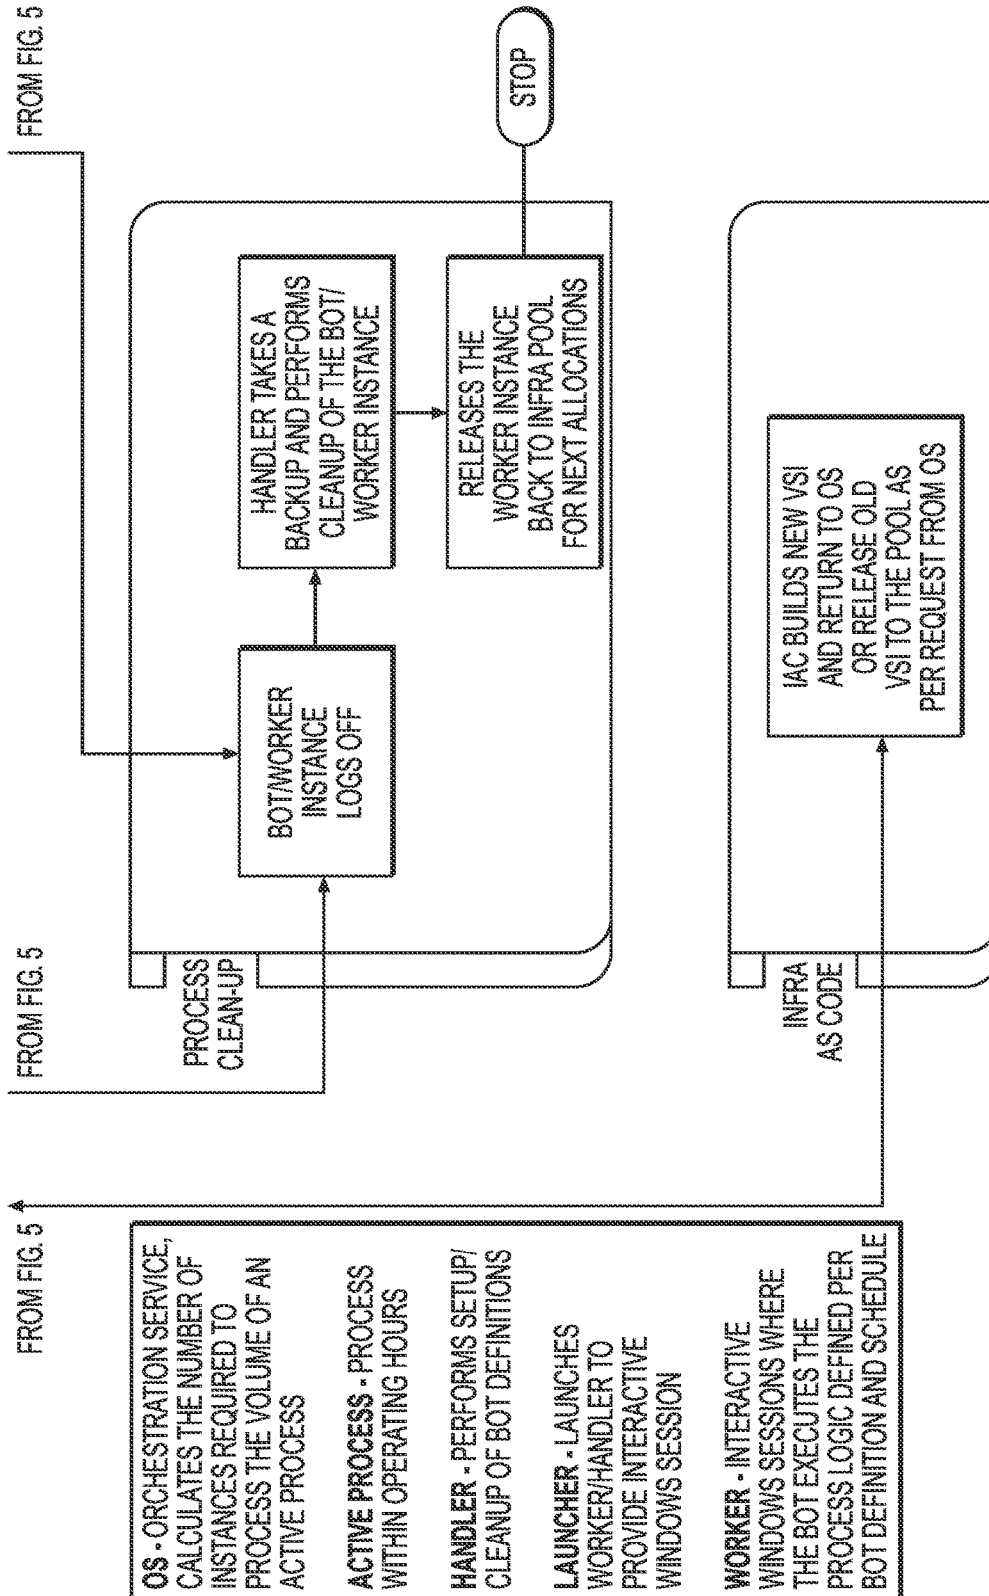 FROM FIG. 5
FROM FIG. 5
FROM FIG. 5
OS - ORCHESTRATION SERVICE,
CALCULATES THE NUMBER OF
INSTANCES REQUIRED TO
PROCESS THE VOLUME OF AN
ACTIVE PROCESS
ACTIVE PROCESS - PROCESS
WITHIN OPERATING HOURS
HANDLER - PERFORMS SETUP/
CLEANUP OF BOT DEFINITIONS
LAUNCHER - LAUNCHES
WORKER/HANDLER TO
PROVIDE INTERACTIVE
WINDOWS SESSION
WORKER - INTERACTIVE
WINDOWS SESSIONS WHERE
THE BOT EXECUTES THE
PROCESS LOGIC DEFINED PER
BOT DEFINITION AND SCHEDULE
PROCESS
CLEAN-UP
BOT/WORKER
INSTANCE
LOGS OFF
HANDLER TAKES A
BACKUP AND PERFORMS
CLEANUP OF THE BOT/
WORKER INSTANCE
RELEASES THE
WORKER INSTANCE
BACK TO INFRA POOL
FOR NEXT ALLOCATIONS
STOP
INFRA
AS CODE
IAC BUILDS NEW VSI
AND RETURN TO OS
OR RELEASE OLD
VSI TO THE POOL AS
PER REQUEST FROM OS